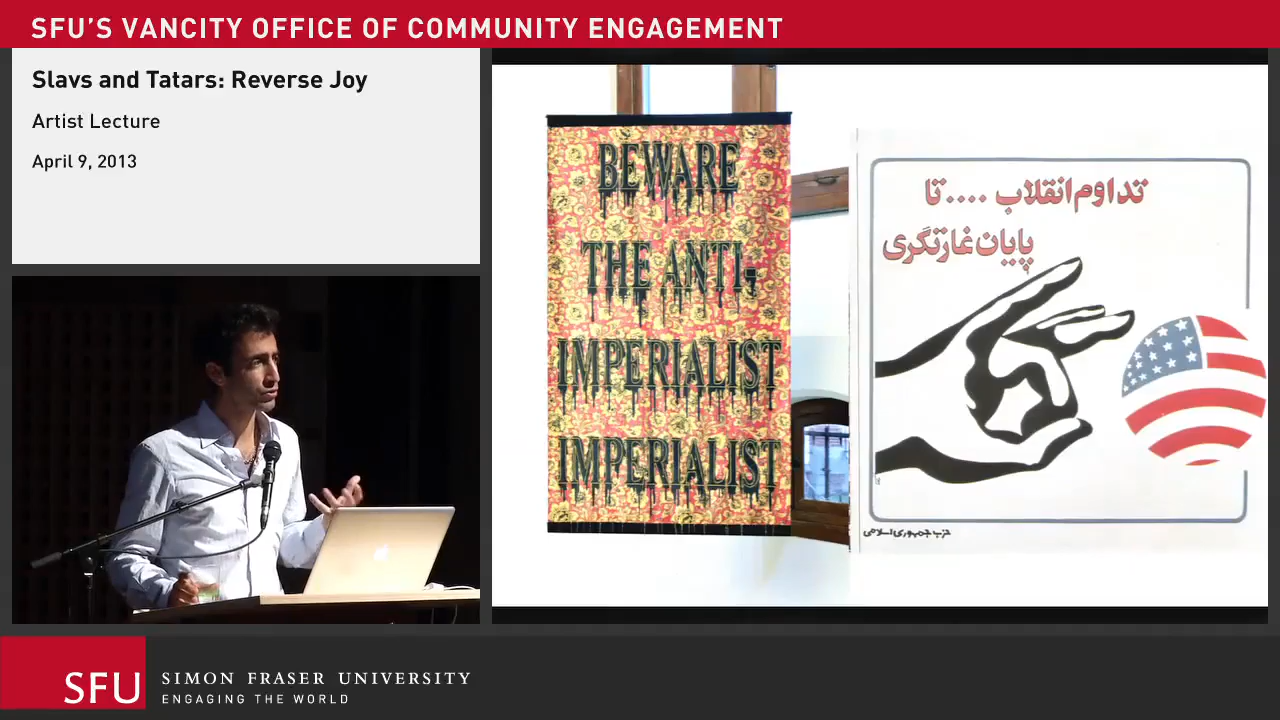 SFU'S VANCITY OFFICE OF COMMUNITY ENGAGEMENT
Slavs and Tatars: Reverse Joy
Artist Lecture
April 9, 2013
BEWARE
THE ANTI-
IMPERIALIST
IMPERIALIST
تداوم انقلاب .... تا
پایان غارتگری
حزب جمهوری اسلامی
SFU
SIMON FRASER UNIVERSITY
ENGAGING THE WORLD